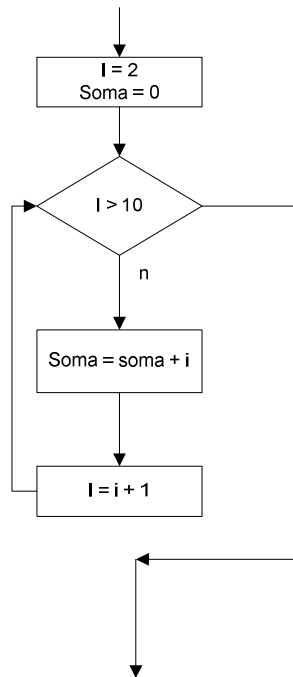 I = 2
Soma = 0
I > 10
n
Soma = soma + i
I = i + 1